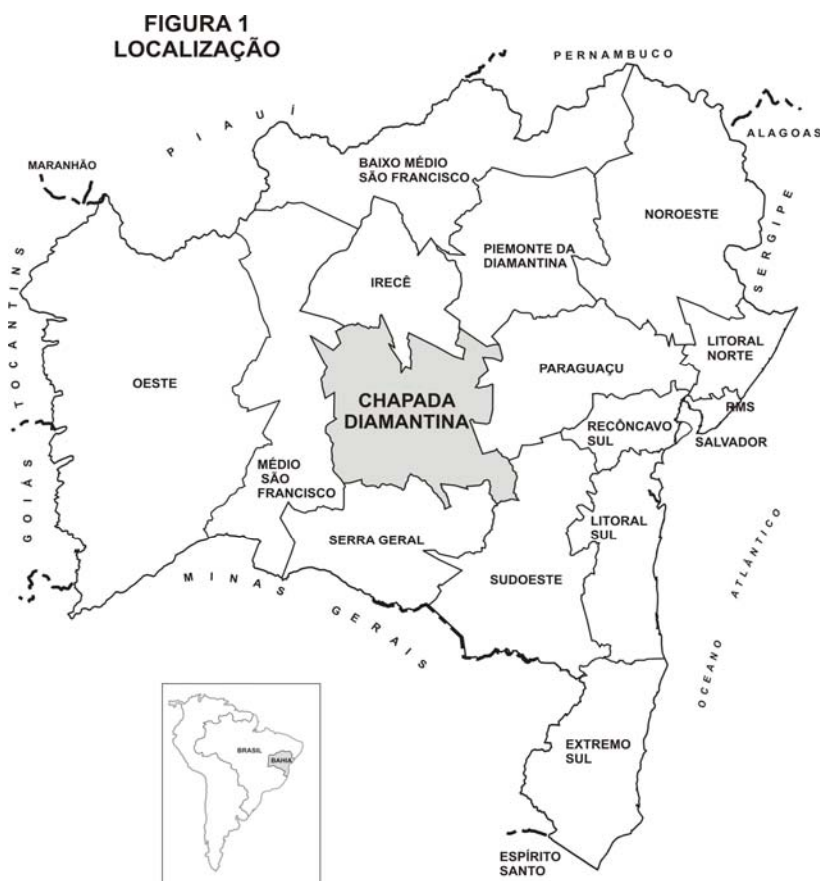 FIGURA 1
LOCALIZAÇÃO
PERNAMBUCO
ALAGOAS
PIAUÍ
MARANHÃO
BAIXO MÉDIO
SÃO FRANCISCO
NOROESTE
SERGIPE
PIEMONTE DA
DIAMANTINA
IRECÊ
TOCANTINS
LITORAL
NORTE
PARAGUAÇU
OESTE
CHAPADA
DIAMANTINA
RMS
RECÔNCAVO
SUL
SALVADOR
GOIÁS
MÉDIO
SÃO
FRANCISCO
LITORAL
SUL
SERRA GERAL
SUDOESTE
OCEANO ATLÂNTICO
MINAS GERAIS
BRASIL
BAHIA
EXTREMO
SUL
ESPÍRITO
SANTO